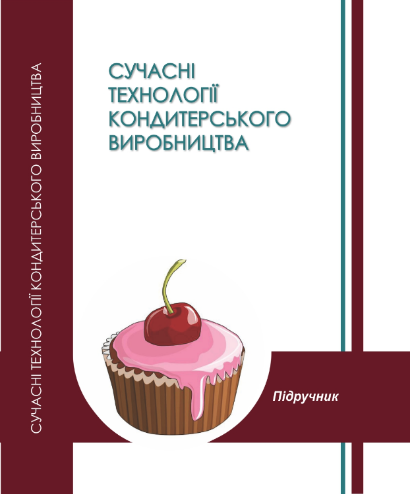 СУЧАСНІ ТЕХНОЛОГІЇ КОНДИТЕРСЬКОГО ВИРОБНИЦТВА
СУЧАСНІ
ТЕХНОЛОГІЇ
КОНДИТЕРСЬКОГО
ВИРОБНИЦТВА
Підручник